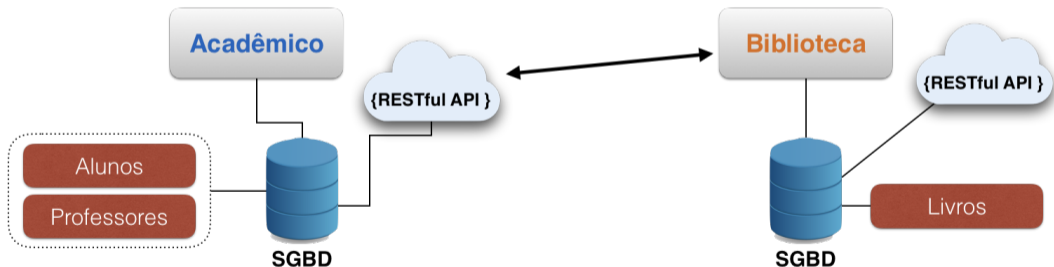 Acadêmico
{RESTful API }
Alunos
Professores
SGBD
Biblioteca
{RESTful API }
Livros
SGBD